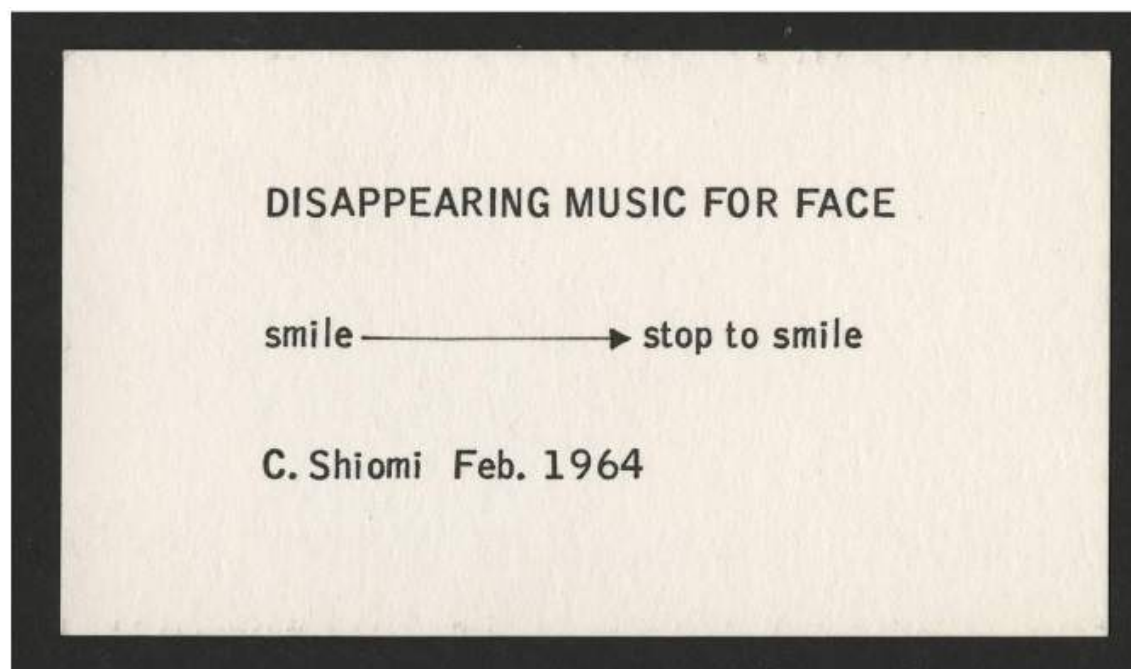 DISAPPEARING MUSIC FOR FACE
smile ⟶ stop to smile
C. Shiomi Feb. 1964